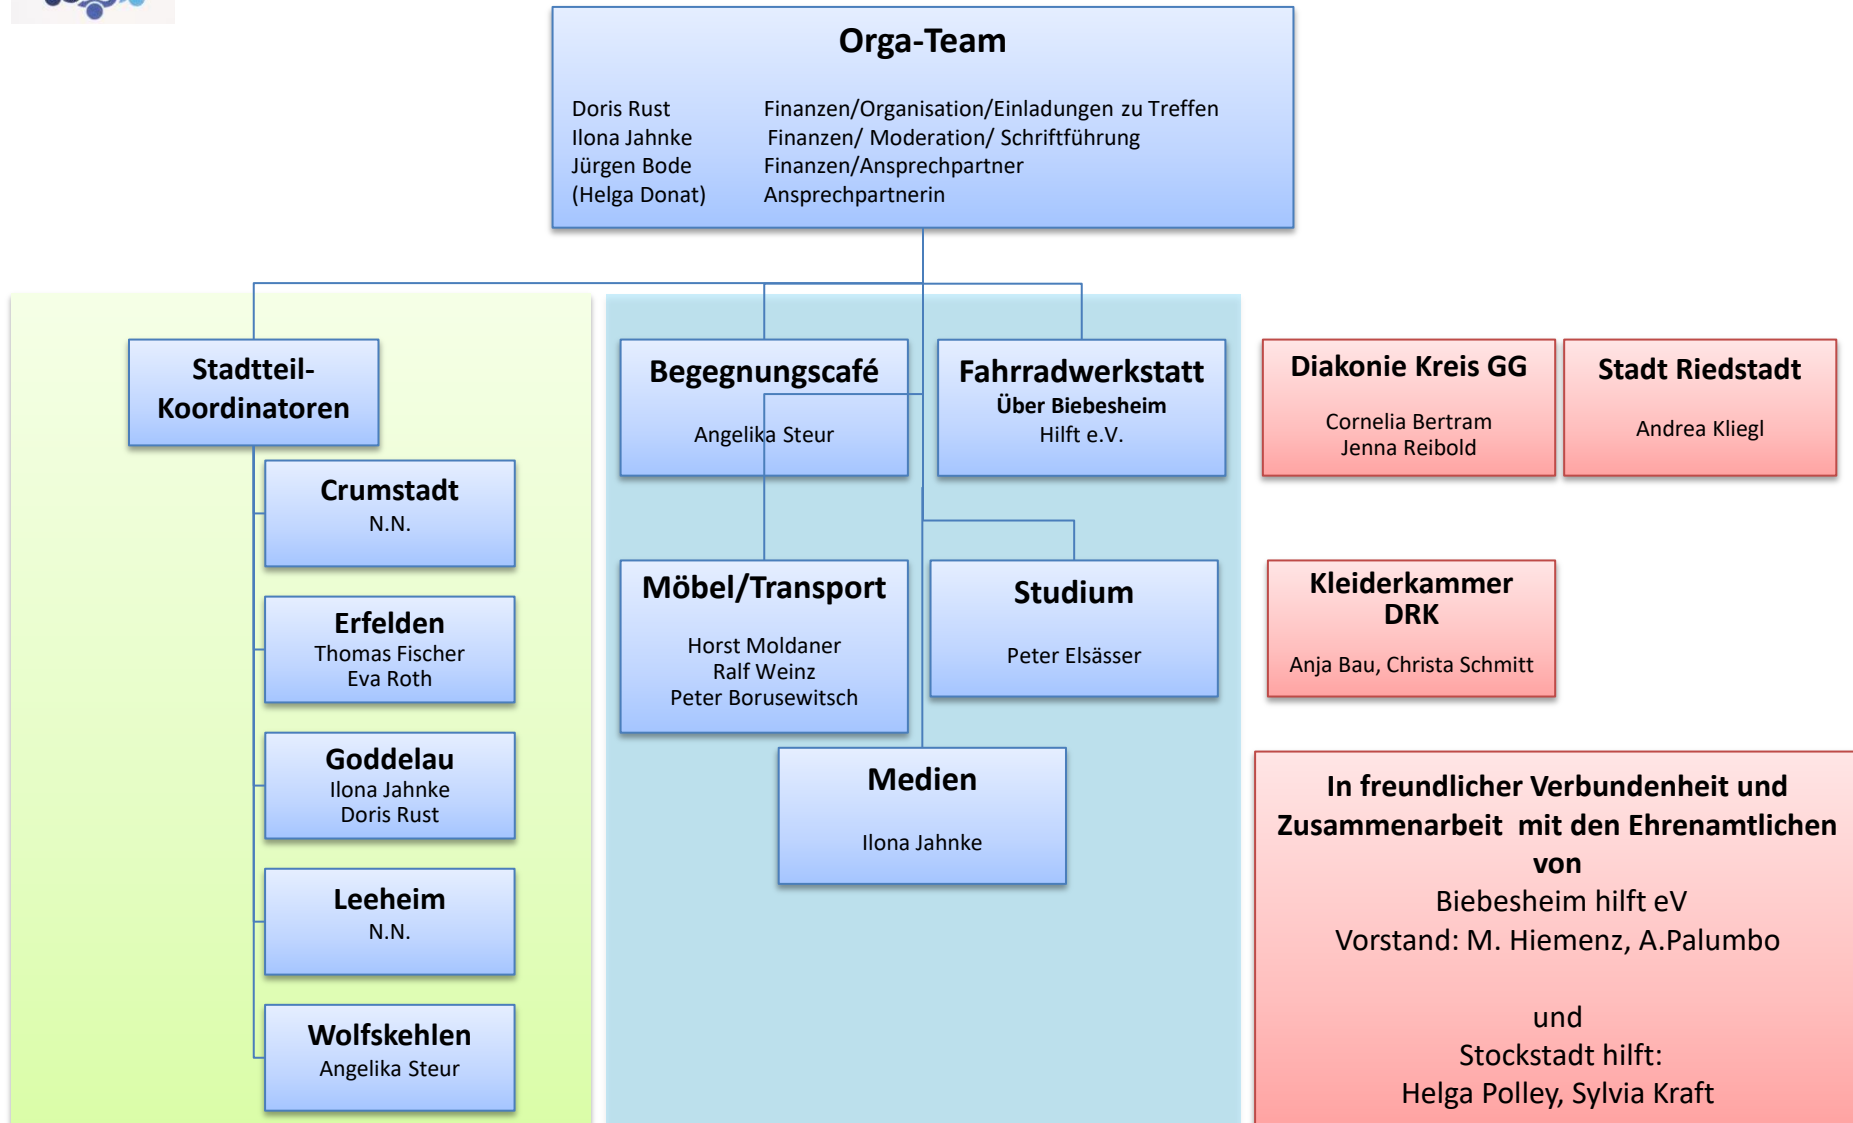 Orga-Team
Doris Rust Finanzen/Organisation/Einladungen zu Treffen
Ilona Jahnke Finanzen/ Moderation/ Schriftführung
Jürgen Bode Finanzen/Ansprechpartner
(Helga Donat) Ansprechpartnerin
Stadtteil-
Koordinatoren
Crumstadt
N.N.
Erfelden
Thomas Fischer
Eva Roth
Goddelau
Ilona Jahnke
Doris Rust
Leeheim
N.N.
Wolfskehlen
Angelika Steur
Begegnungscafé
Angelika Steur
Fahrradwerkstatt
Über Biebesheim
Hilft e.V.
Möbel/Transport
Horst Moldaner
Ralf Weinz
Peter Borusewitsch
Studium
Peter Elsässer
Medien
Ilona Jahnke
Diakonie Kreis GG
Cornelia Bertram
Jenna Reibold
Stadt Riedstadt
Andrea Kliegl
Kleiderkammer
DRK
Anja Bau, Christa Schmitt
In freundlicher Verbundenheit und
Zusammenarbeit mit den Ehrenamtlichen
von
Biebesheim hilft eV
Vorstand: M. Hiemenz, A.Palumbo
und
Stockstadt hilft:
Helga Polley, Sylvia Kraft